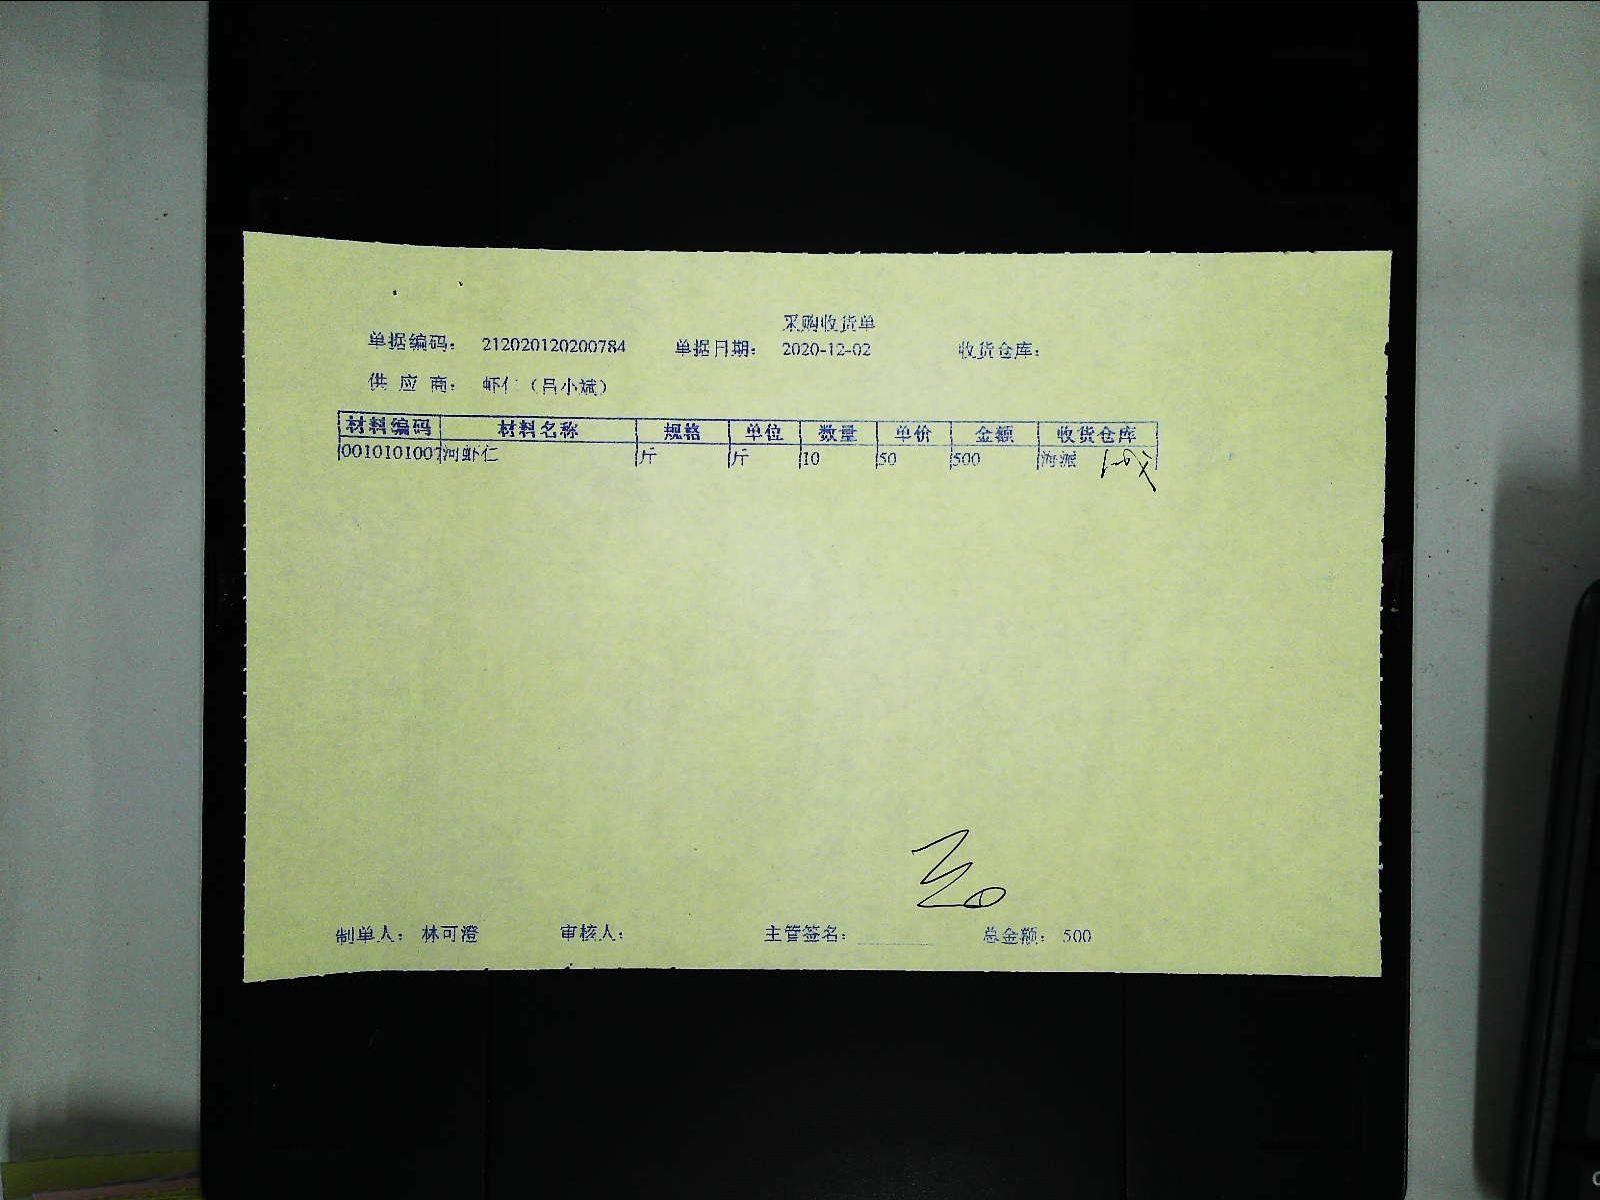 采购收货单
单据编码： 212020120200784 单据日期： 2020-12-02 收货仓库：
供 应 商： 虾仁（吕小斌）
材料编码 材料名称 规格 单位 数量 单价 金额 收货仓库
0010101007 河虾仁 斤 斤 10 50 500 海派
制单人： 林可澄 审核人： 主管签名： 总金额： 500